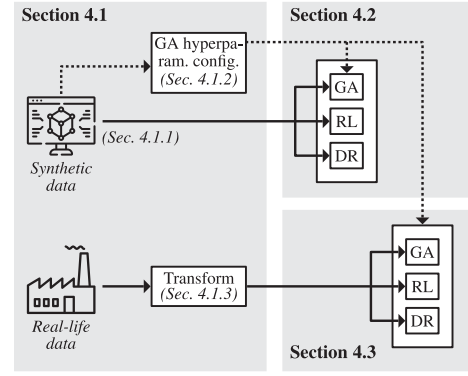 Section 4.1
GA hyperpa-
ram. config.
(Sec. 4.1.2)
(Sec. 4.1.1)
Synthetic
data
Transform
(Sec. 4.1.3)
Real-life
data
Section 4.2
GA
RL
DR
GA
RL
DR
Section 4.3